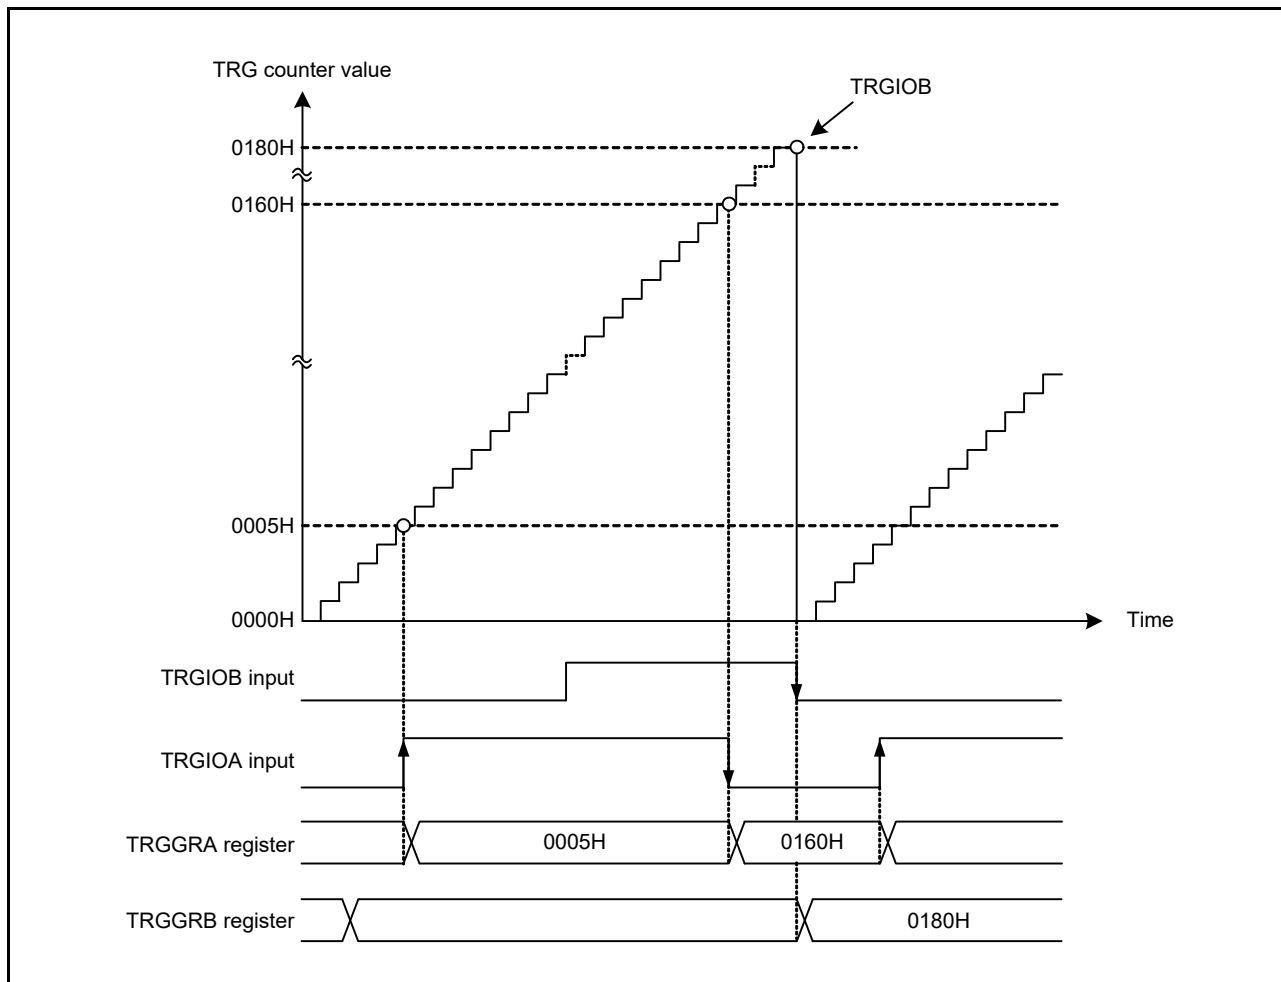 TRG counter value
TRGIOB
0180H
0160H
0005H
0000H
Time
TRGIOB input
TRGIOA input
TRGGRA register
0005H
0160H
TRGGRB register
0180H